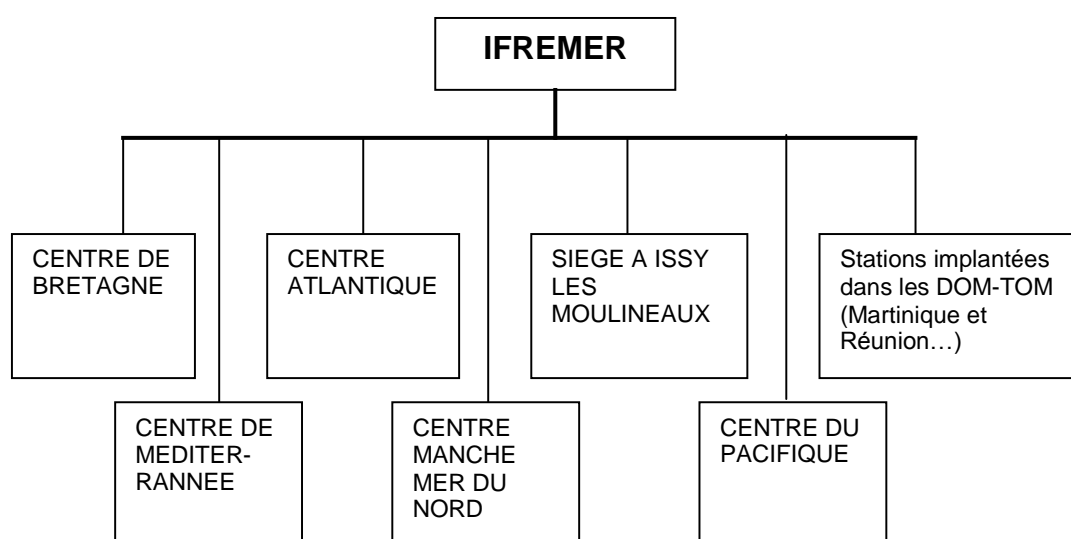 IFREMER
CENTRE DE
BRETAGNE
CENTRE
ATLANTIQUE
SIEGE A ISSY
LES
MOULINEAUX
Stations implantées
dans les DOM-TOM
(Martinique et
Réunion…)
CENTRE DE
MEDITER-
RANNEE
CENTRE
MANCHE
MER DU
NORD
CENTRE DU
PACIFIQUE